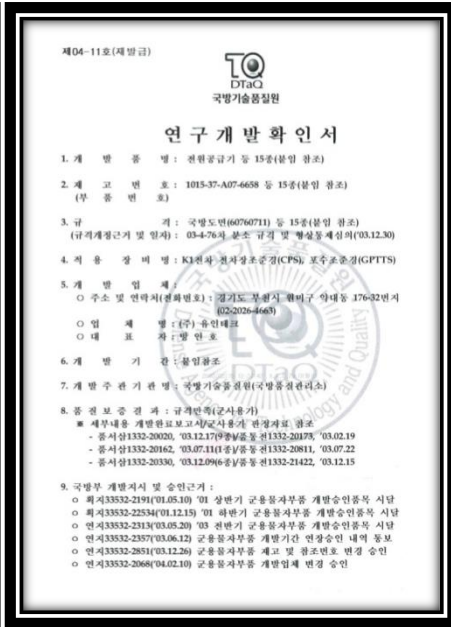 제04-11호(재발급)
DTaQ
국방기술품질원
연구개발확인서
1. 개 발 품 명 : 전원공급기 등 15종(붙임 참조)
2. 재 고 번 호 : 1015-37-A07-6658 등 15종(붙임 참조)
(부 품 번 호)
3. 규 격 : 국방도면(60760711) 등 15종(붙임 참조)
(규격개정근거 및 일자) : 03-4-76차 분소 규격 및 형상통제심의('03.12.30)
4. 적 용 장 비 명 : K1전차 전차장조준경(CPS), 포수조준경(GPTTS)
5. 개 발 업 체 :
○ 주소 및 연락처(전화번호) : 경기도 부천시 원미구 약대동 176-32번지
(02-2026-4663)
○ 업 체 명 : (주) 유인테크
○ 대 표 자 : 방 인 호
6. 개 발 기 간 : 붙임참조
7. 개발주관기관명 : 국방기술품질원(국방품질관리소)
8. 품질보증결과 : 규격만족(군사용가)
※ 세부내용 개발완료보고서/군사용가 판정자료 참조
- 품서삼1332-20020, '03.12.17(9종)/품통전1332-20173, '03.02.19
- 품서삼1332-20162, '03.07.11(1종)/품통전1332-20811, '03.07.22
- 품서삼1332-20330, '03.12.09(6종)/품통전1332-21422, '03.12.15
9. 국방부 개발지시 및 승인근거 :
○ 획지33532-2191('01.05.10) '01 상반기 군용물자부품 개발승인품목 시달
○ 획지33532-22534('01.12.15) '01 하반기 군용물자부품 개발승인품목 시달
○ 연지33532-2313('03.05.20) '03 전반기 군용물자부품 개발승인품목 시달
○ 연지33532-2357('03.06.12) 군용물자부품 개발기간 연장승인 내역 통보
○ 연지33532-2851('03.12.26) 군용물자부품 재고 및 참조번호 변경 승인
○ 연지33532-2068('04.02.10) 군용물자부품 개발업체 변경 승인